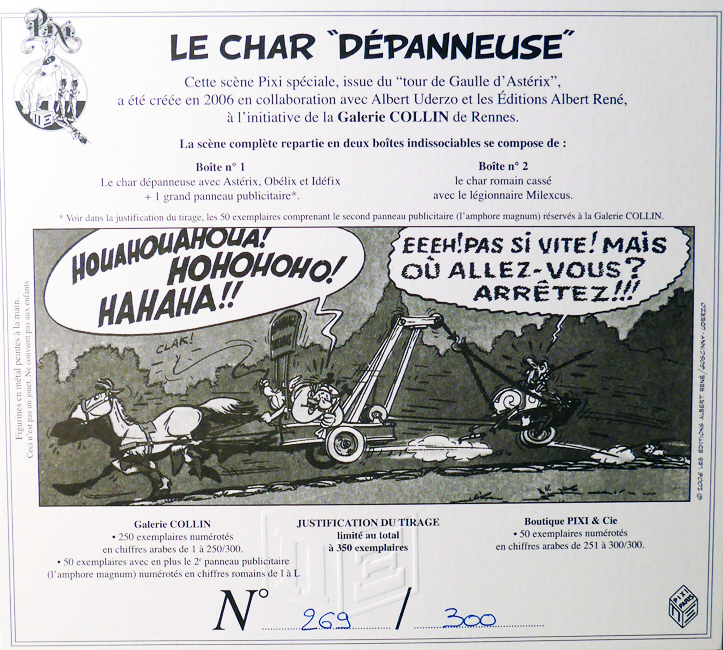 Pixi
LE CHAR "DÉPANNEUSE"
Cette scène Pixi spéciale, issue du “tour de Gaulle d’Astérix”,
a été créée en 2006 en collaboration avec Albert Uderzo et les Éditions Albert René,
à l’initiative de la Galerie COLLIN de Rennes.
La scène complète repartie en deux boîtes indissociables se compose de :
Boîte n° 1
Le char dépanneuse avec Astérix, Obélix et Idéfix
+ 1 grand panneau publicitaire*.
Boîte n° 2
le char romain cassé
avec le légionnaire Milexcus.
* Voir dans la justification du tirage, les 50 exemplaires comprenant le second panneau publicitaire (l’amphore magnum) réservés à la Galerie COLLIN.
HOUAHOUAHOUA!
HOHOHOHO!
HAHAHA!!
EEEH! PAS SI VITE! MAIS
OÙ ALLEZ-VOUS?
ARRÊTEZ!!!
CLAK!
Figurines en métal peintes à la main.
Ceci n’est pas un jouet. Ne convient pas aux enfants
© 2006 LES EDITIONS ALBERT RENÉ/GOSCINNY-UDERZO
Galerie COLLIN
• 250 exemplaires numérotés
en chiffres arabes de 1 à 250/300.
• 50 exemplaires avec en plus le 2e panneau publicitaire
(l’amphore magnum) numérotés en chiffres romains de 1 à L
JUSTIFICATION DU TIRAGE
limité au total
à 350 exemplaires
Boutique PIXI & Cie
• 50 exemplaires numérotés
en chiffres arabes de 251 à 300/300.
N° 269 / 300
PIXI
PARIS